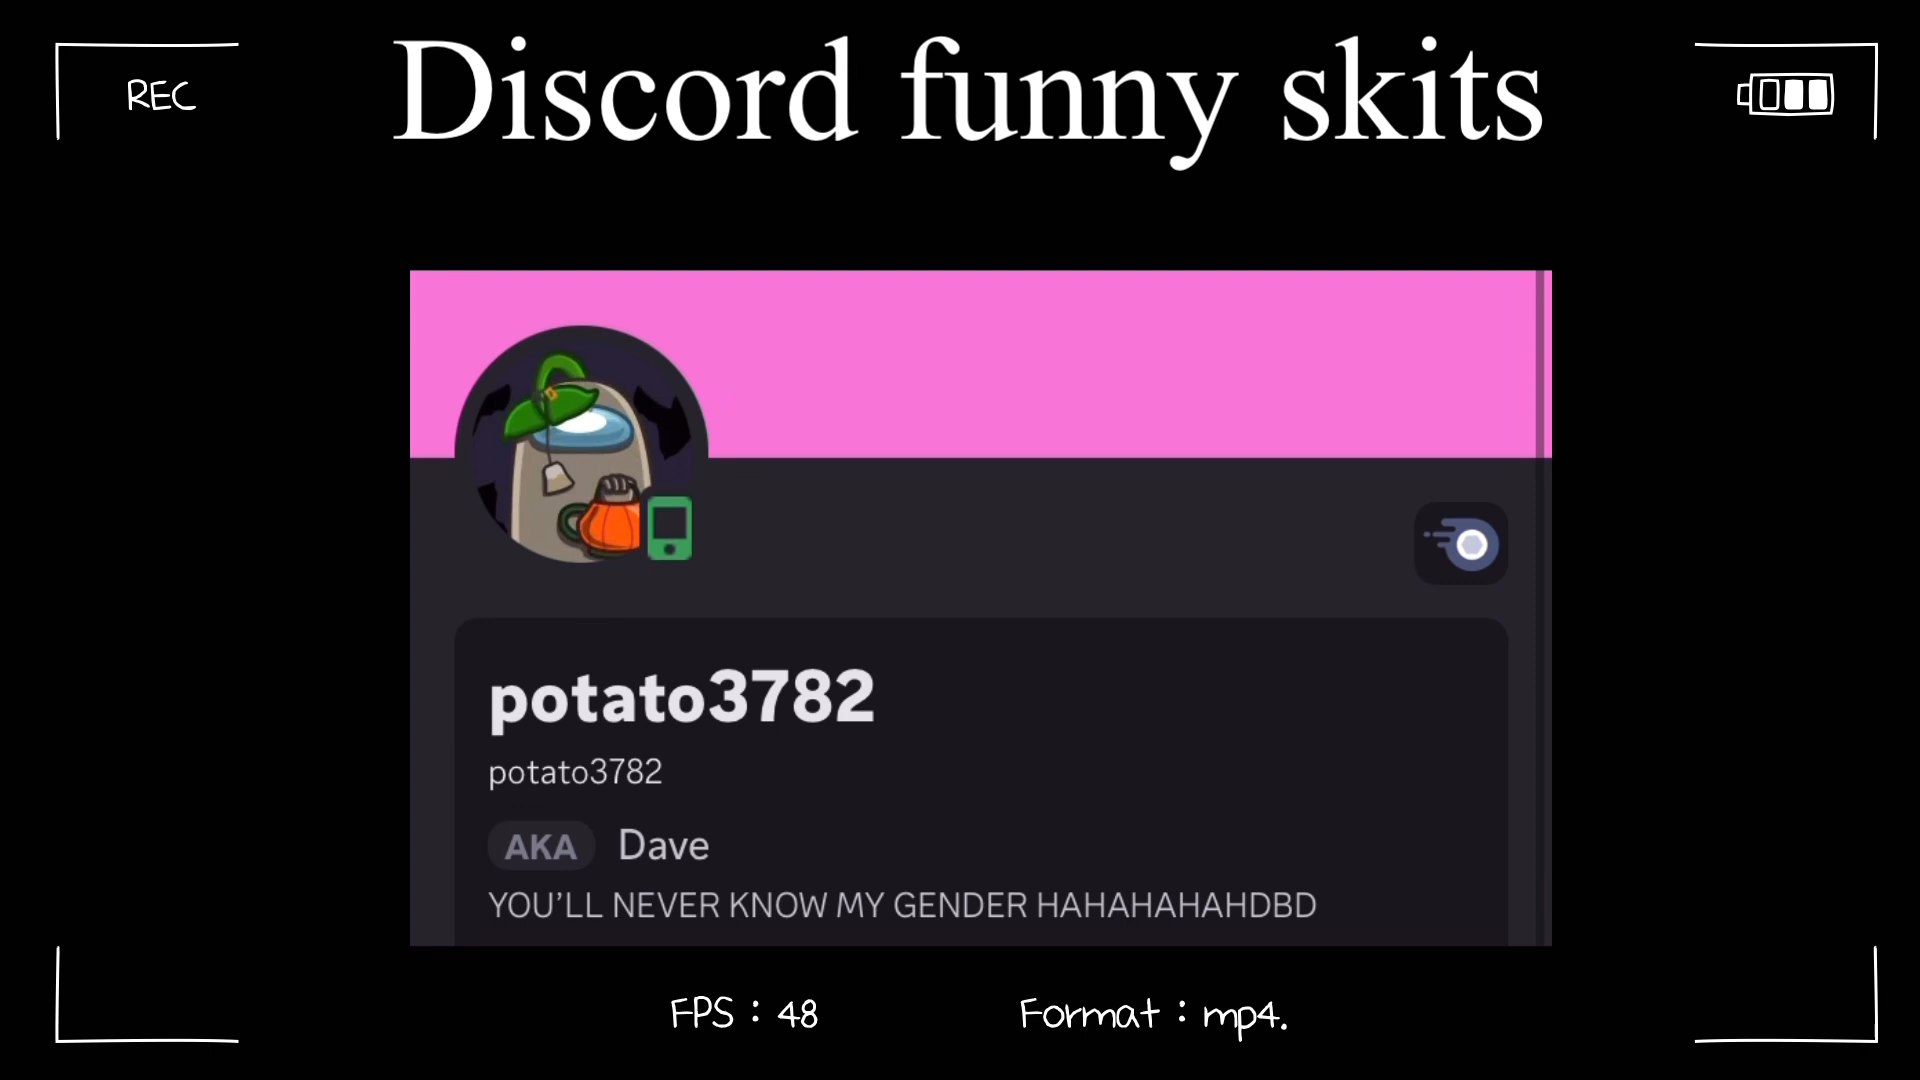 REC
Discord funny skits
potato3782
potato3782
AKA Dave
YOU’LL NEVER KNOW MY GENDER HAHAHAHAHDBD
FPS : 48
Format : mp4.